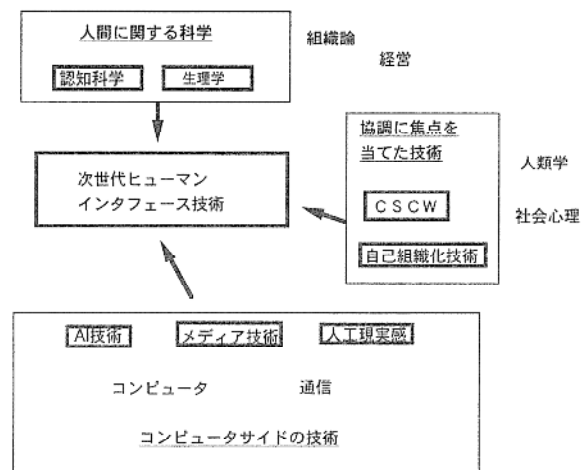 人間に関する科学
認知科学
生理学
組織論
経営
次世代ヒューマン
インタフェース技術
協調に焦点を
当てた技術
CSCW
自己組織化技術
人類学
社会心理
AI技術
メディア技術
人工現実感
コンピュータ
通信
コンピュータサイドの技術